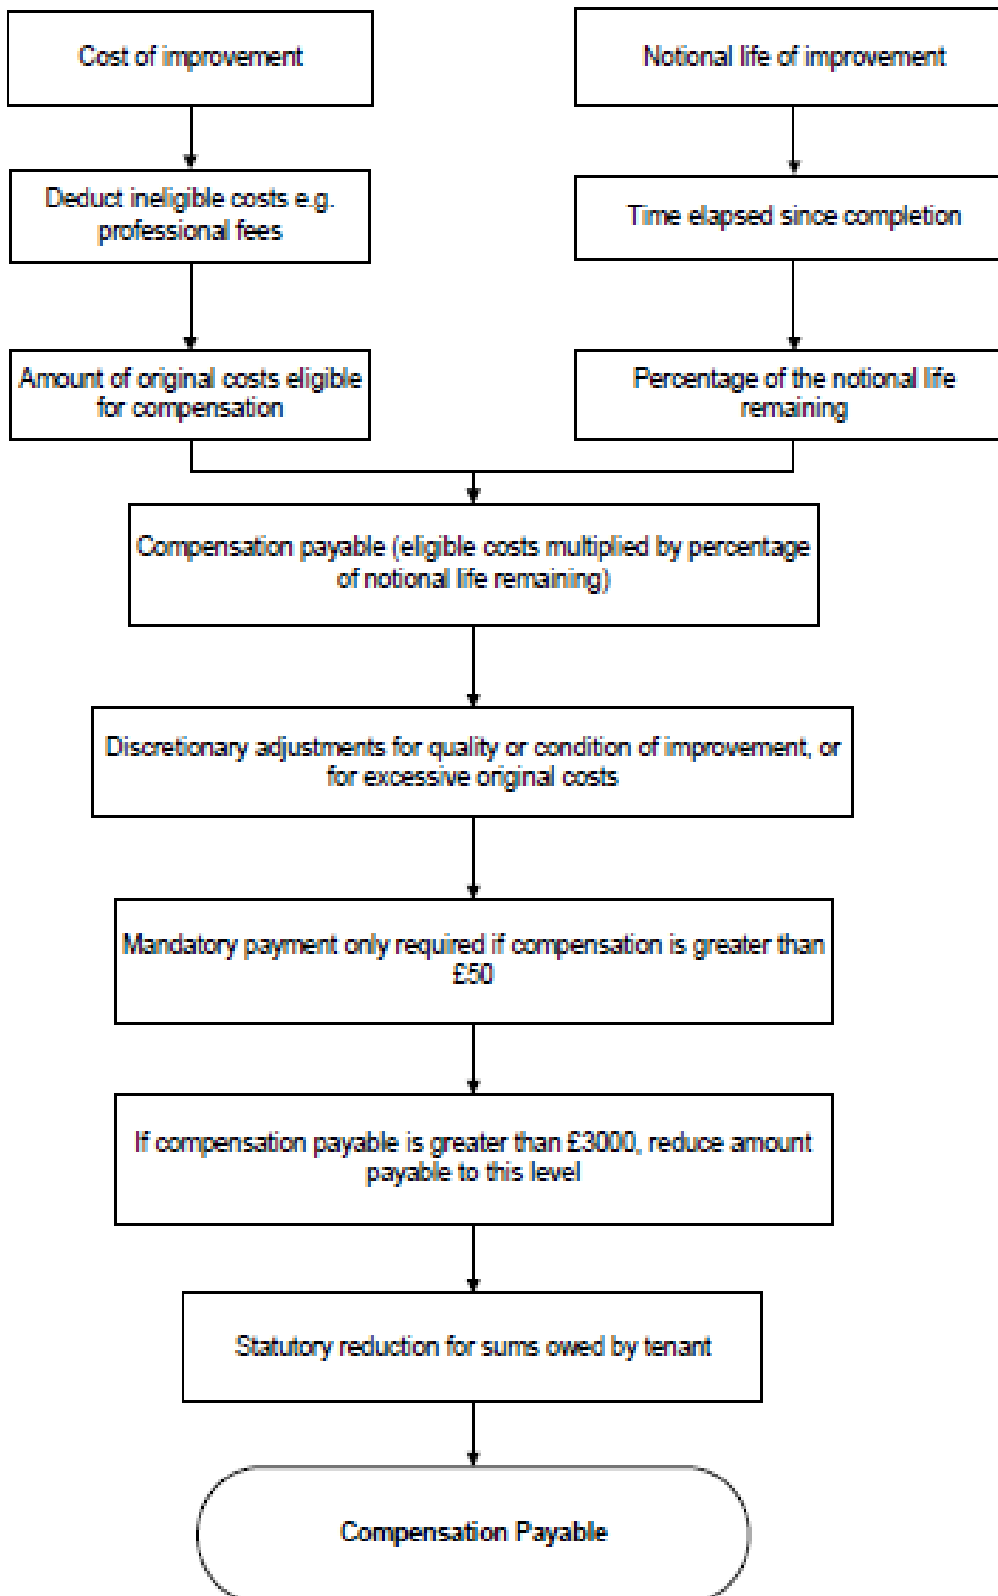 Cost of improvement
Notional life of improvement
Deduct ineligible costs e.g.
professional fees
Time elapsed since completion
Amount of original costs eligible
for compensation
Percentage of the notional life
remaining
Compensation payable (eligible costs multiplied by percentage
of notional life remaining)
Discretionary adjustments for quality or condition of improvement, or
for excessive original costs
Mandatory payment only required if compensation is greater than
£50
If compensation payable is greater than £3000, reduce amount
payable to this level
Statutory reduction for sums owed by tenant
Compensation Payable